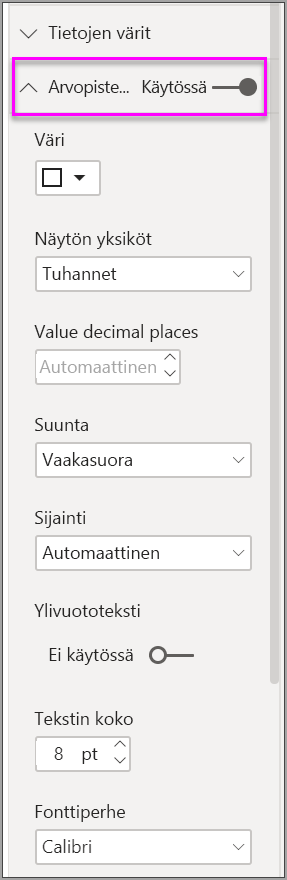 Tietojen värit
Arvopiste... Käytössä
Väri
Näytön yksiköt
Tuhannet
Value decimal places
Automaattinen
Suunta
Vaakasuora
Sijainti
Automaattinen
Ylivuototeksti
Ei käytössä
Tekstin koko
8 pt
Fonttiperhe
Calibri